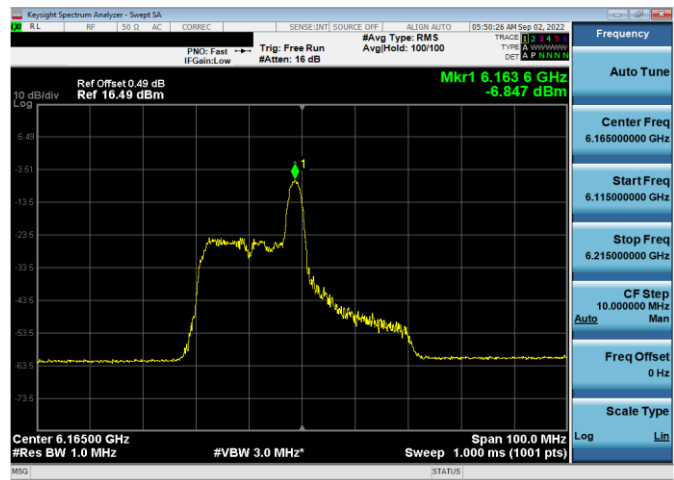 Keysight Spectrum Analyzer - Swept SA
RL RF 50 Ω AC CORREC SENSE:INT SOURCE OFF ALIGN AUTO 05:50:26 AM Sep 02, 2022
PNO: Fast Trig: Free Run #Avg Type: RMS TRACE 1 2 3 4 5 6
IFGain:Low #Atten: 16 dB Avg|Hold: 100/100 TYPE A WWWWW
DET A P N N N N
Frequency
Ref Offset 0.49 dB Mkr1 6.163 6 GHz
10 dB/div Ref 16.49 dBm -6.847 dBm
Log
6.49
-3.51
-13.5
-23.5
-33.5
-43.5
-53.5
-63.5
-73.5
1
Center 6.16500 GHz Span 100.0 MHz
#Res BW 1.0 MHz #VBW 3.0 MHz* Sweep 1.000 ms (1001 pts)
MSG STATUS
Auto Tune
Center Freq
6.165000000 GHz
Start Freq
6.115000000 GHz
Stop Freq
6.215000000 GHz
CF Step
10.000000 MHz
Auto Man
Freq Offset
0 Hz
Scale Type
Log Lin